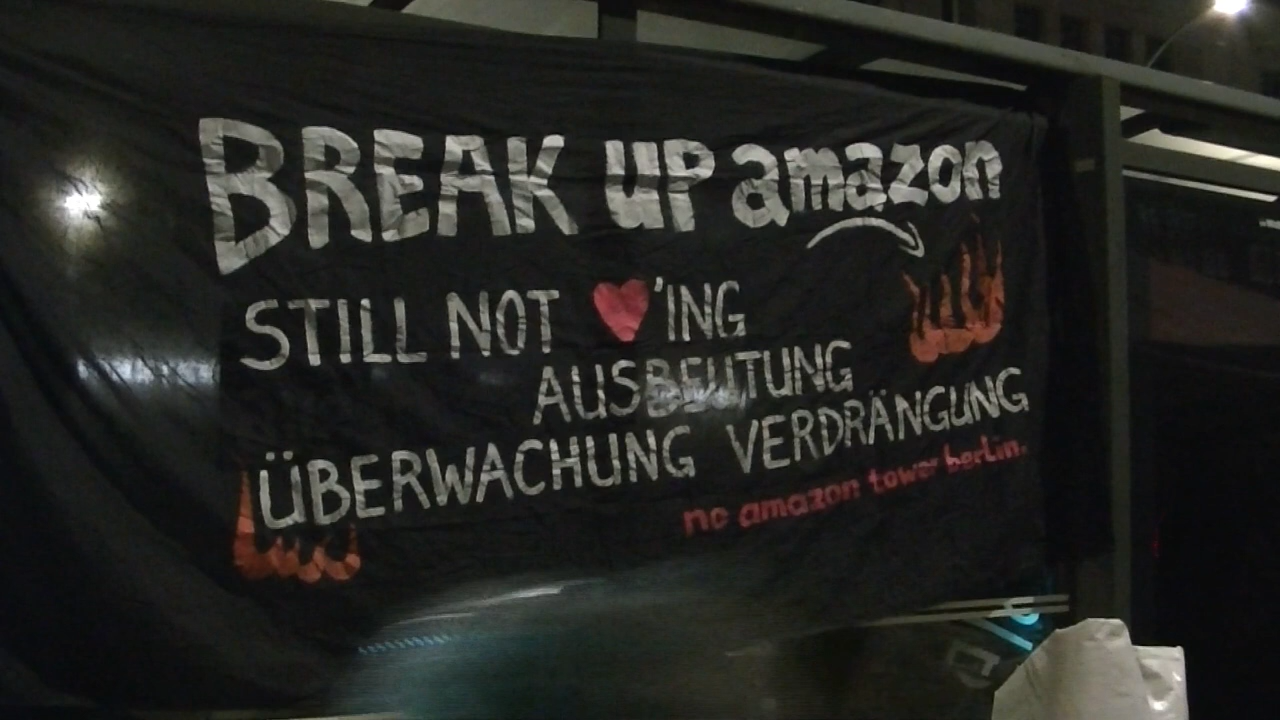 BREAK UP amazon
STILL NOT ♥'ING
AUSBEUTUNG
ÜBERWACHUNG VERDRÄNGUNG
no amazon tower berlin.